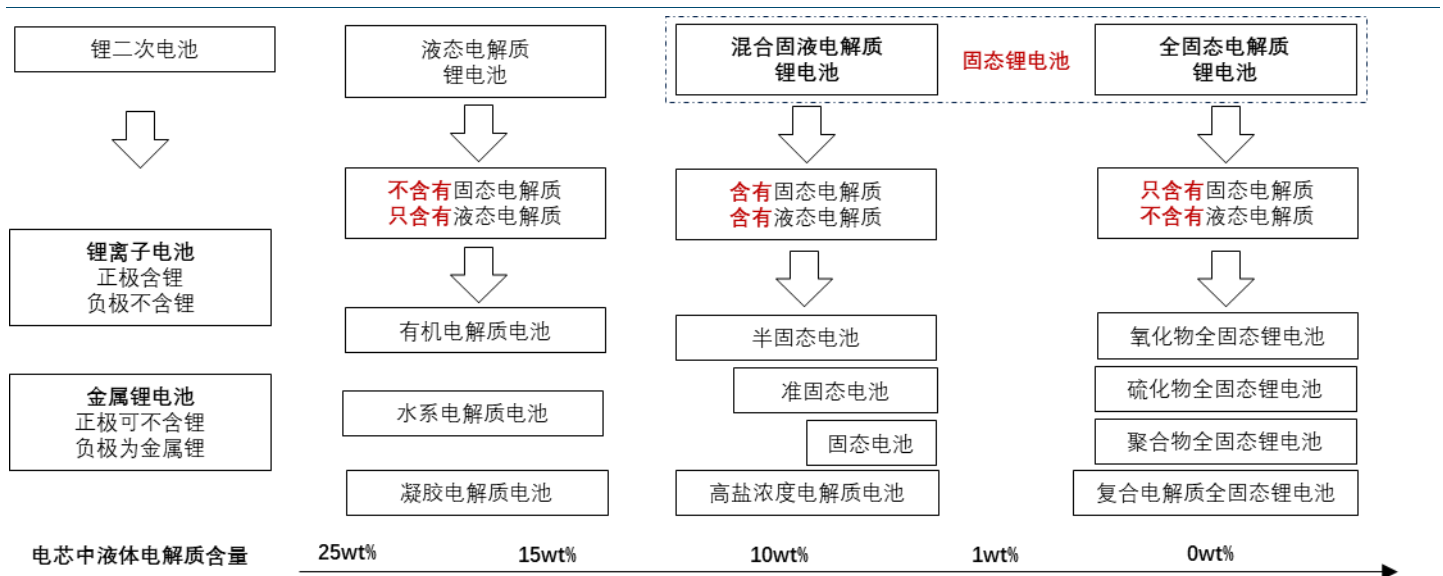 锂二次电池
液态电解质
锂电池
混合固液电解质
锂电池
固态锂电池
全固态电解质
锂电池
不含有固态电解质
只含有液态电解质
含有固态电解质
含有液态电解质
只含有固态电解质
不含有液态电解质
锂离子电池
正极含锂
负极不含锂
有机电解质电池
半固态电池
氧化物全固态锂电池
准固态电池
硫化物全固态锂电池
金属锂电池
正极可不含锂
负极为金属锂
水系电解质电池
固态电池
聚合物全固态锂电池
凝胶电解质电池
高盐浓度电解质电池
复合电解质全固态锂电池
电芯中液体电解质含量
25wt%
15wt%
10wt%
1wt%
0wt%